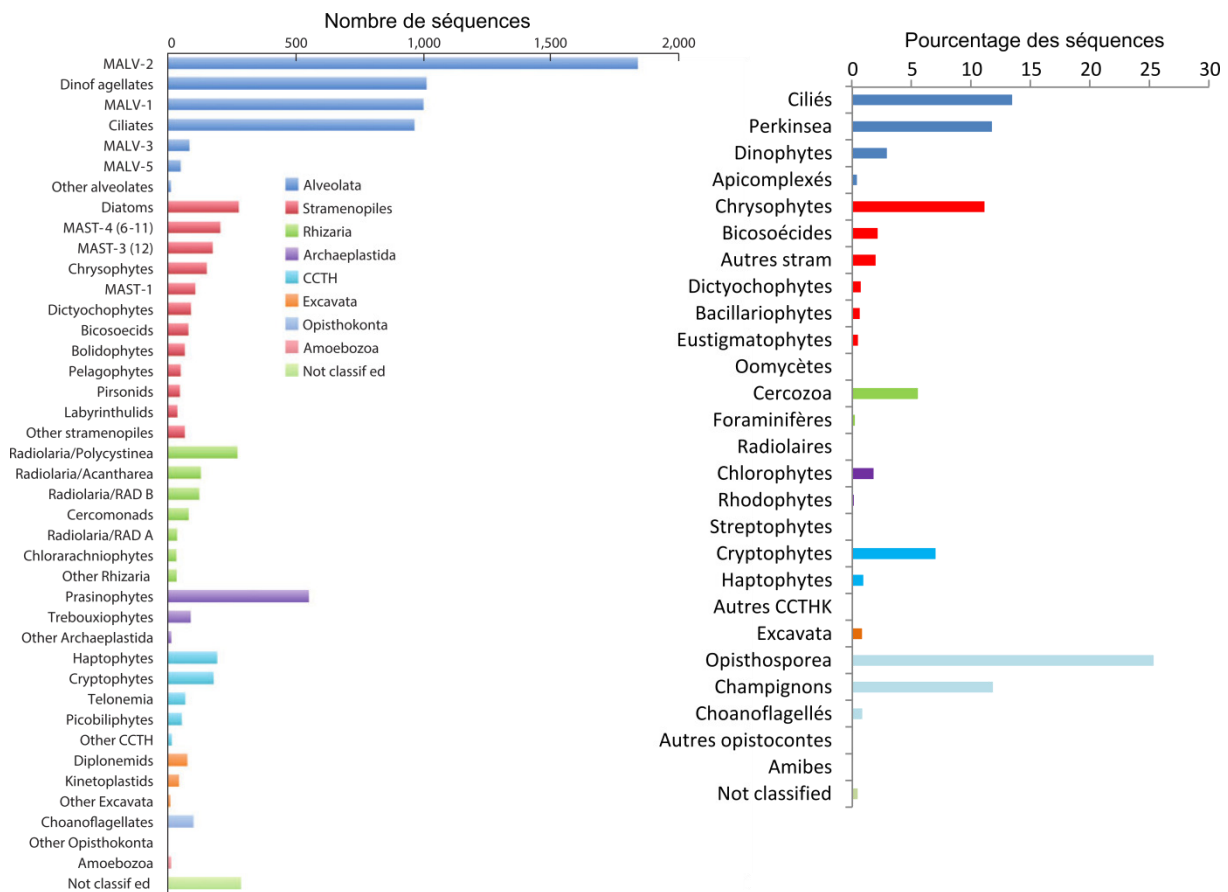 Nombre de séquences
0 500 1,000 1,500 2,000
MALV-2
Dinof agellates
MALV-1
Ciliates
MALV-3
MALV-5
Other alveolates
Diatoms
MAST-4 (6-11)
MAST-3 (12)
Chrysophytes
MAST-1
Dictyochophytes
Bicosoecids
Bolidophytes
Pelagophytes
Pirsonids
Labyrinthulids
Other stramenopiles
Radiolaria/Polycystinea
Radiolaria/Acantharea
Radiolaria/RAD B
Cercomonads
Radiolaria/RAD A
Chlorarachniophytes
Other Rhizaria
Prasinophytes
Trebouxiophytes
Other Archaeplastida
Haptophytes
Cryptophytes
Telonemia
Picobiliphytes
Other CCTH
Diplonemids
Kinetoplastids
Other Excavata
Choanoflagellates
Other Opisthokonta
Amoebozoa
Not classif ed
Alveolata
Stramenopiles
Rhizaria
Archaeplastida
CCTH
Excavata
Opisthokonta
Amoebozoa
Not classif ed
Pourcentage des séquences
0 5 10 15 20 25 30
Ciliés
Perkinsea
Dinophytes
Apicomplexés
Chrysophytes
Bicosoécides
Autres stram
Dictyochophytes
Bacillariophytes
Eustigmatophytes
Oomycètes
Cercozoa
Foraminifères
Radiolaires
Chlorophytes
Rhodophytes
Streptophytes
Cryptophytes
Haptophytes
Autres CCTHK
Excavata
Opisthosporea
Champignons
Choanoflagellés
Autres opistocontes
Amibes
Not classified